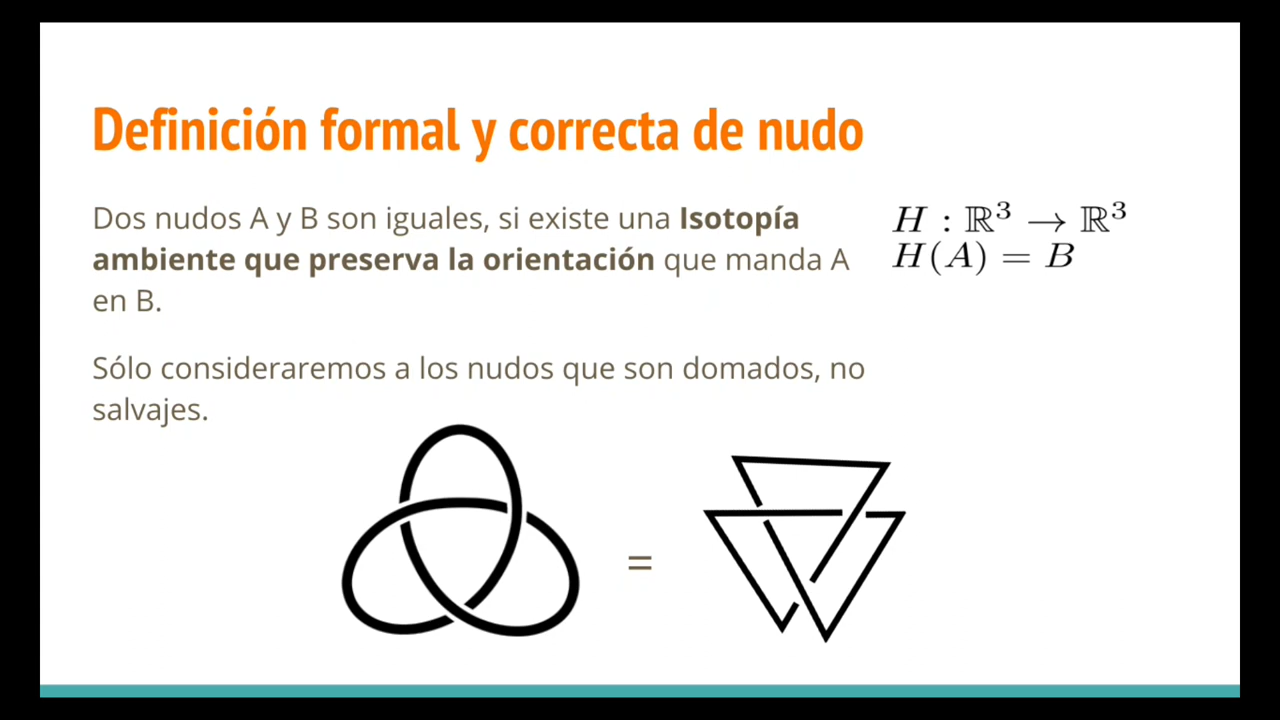 Definición formal y correcta de nudo
Dos nudos A y B son iguales, si existe una Isotopía
ambiente que preserva la orientación que manda A
en B.
H : ℝ³ → ℝ³
H(A) = B
Sólo consideraremos a los nudos que son domados, no
salvajes.
=